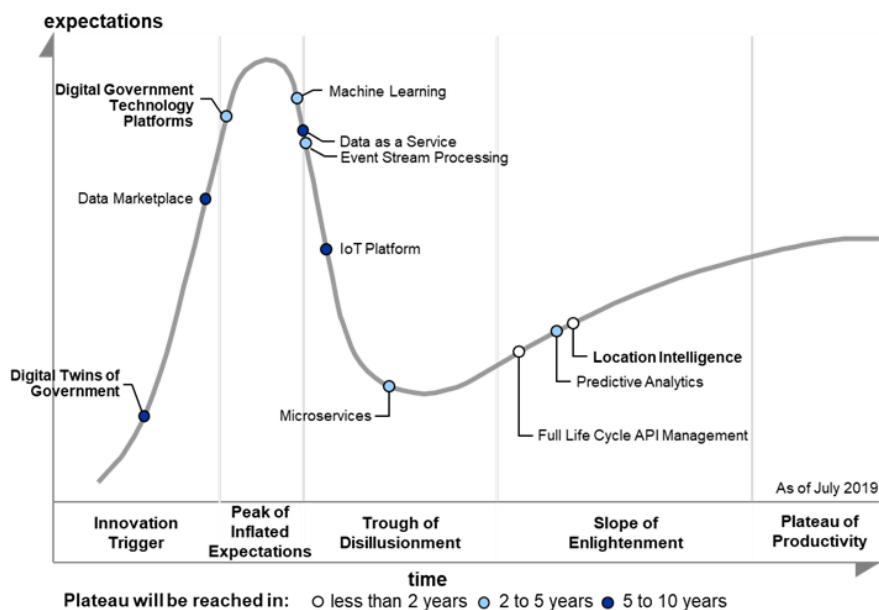 expectations
Digital Government
Technology
Platforms
Machine Learning
Data as a Service
Event Stream Processing
Data Marketplace
IoT Platform
Digital Twins of
Government
Location Intelligence
Predictive Analytics
Microservices
Full Life Cycle API Management
As of July 2019
Innovation
Trigger
Peak of
Inflated
Expectations
Trough of
Disillusionment
Slope of
Enlightenment
Plateau of
Productivity
time
Plateau will be reached in: less than 2 years 2 to 5 years 5 to 10 years